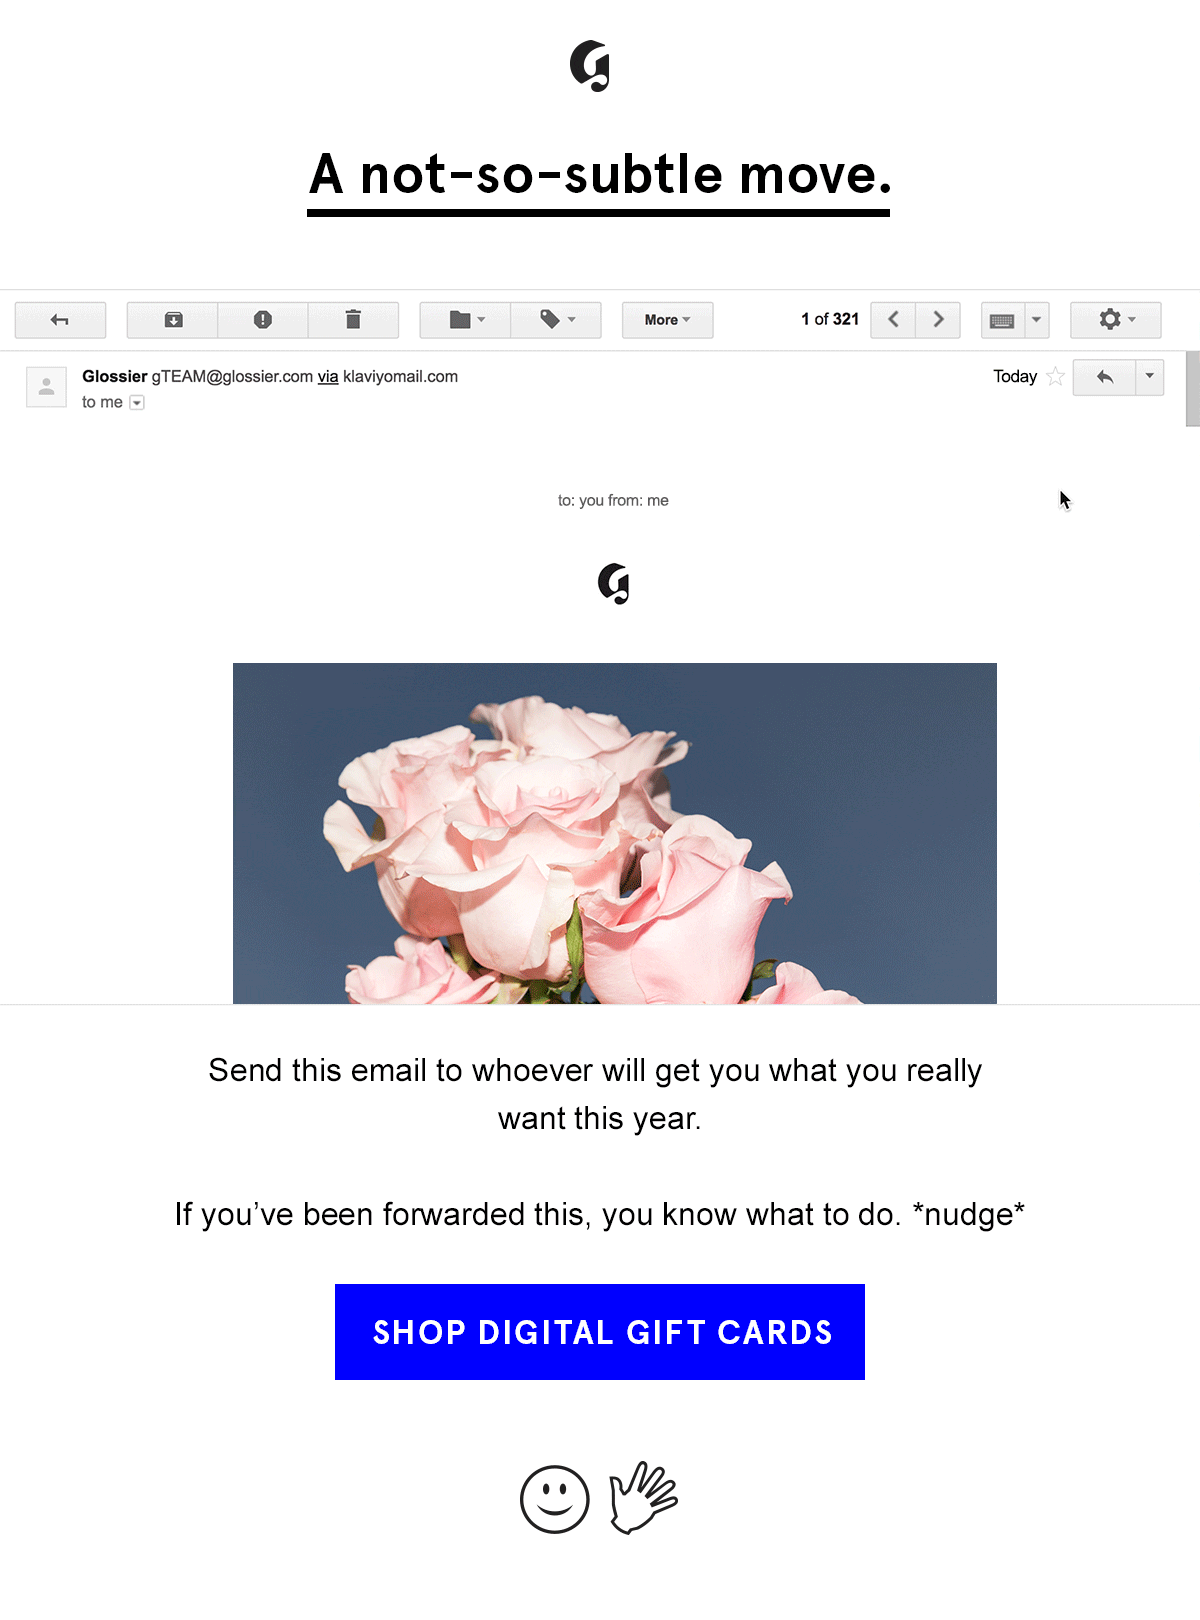 A not-so-subtle move.
More
1 of 321
Glossier gTEAM@glossier.com via klaviyomail.com
Today
to me
to: you from: me
Send this email to whoever will get you what you really
want this year.
If you’ve been forwarded this, you know what to do. *nudge*
SHOP DIGITAL GIFT CARDS